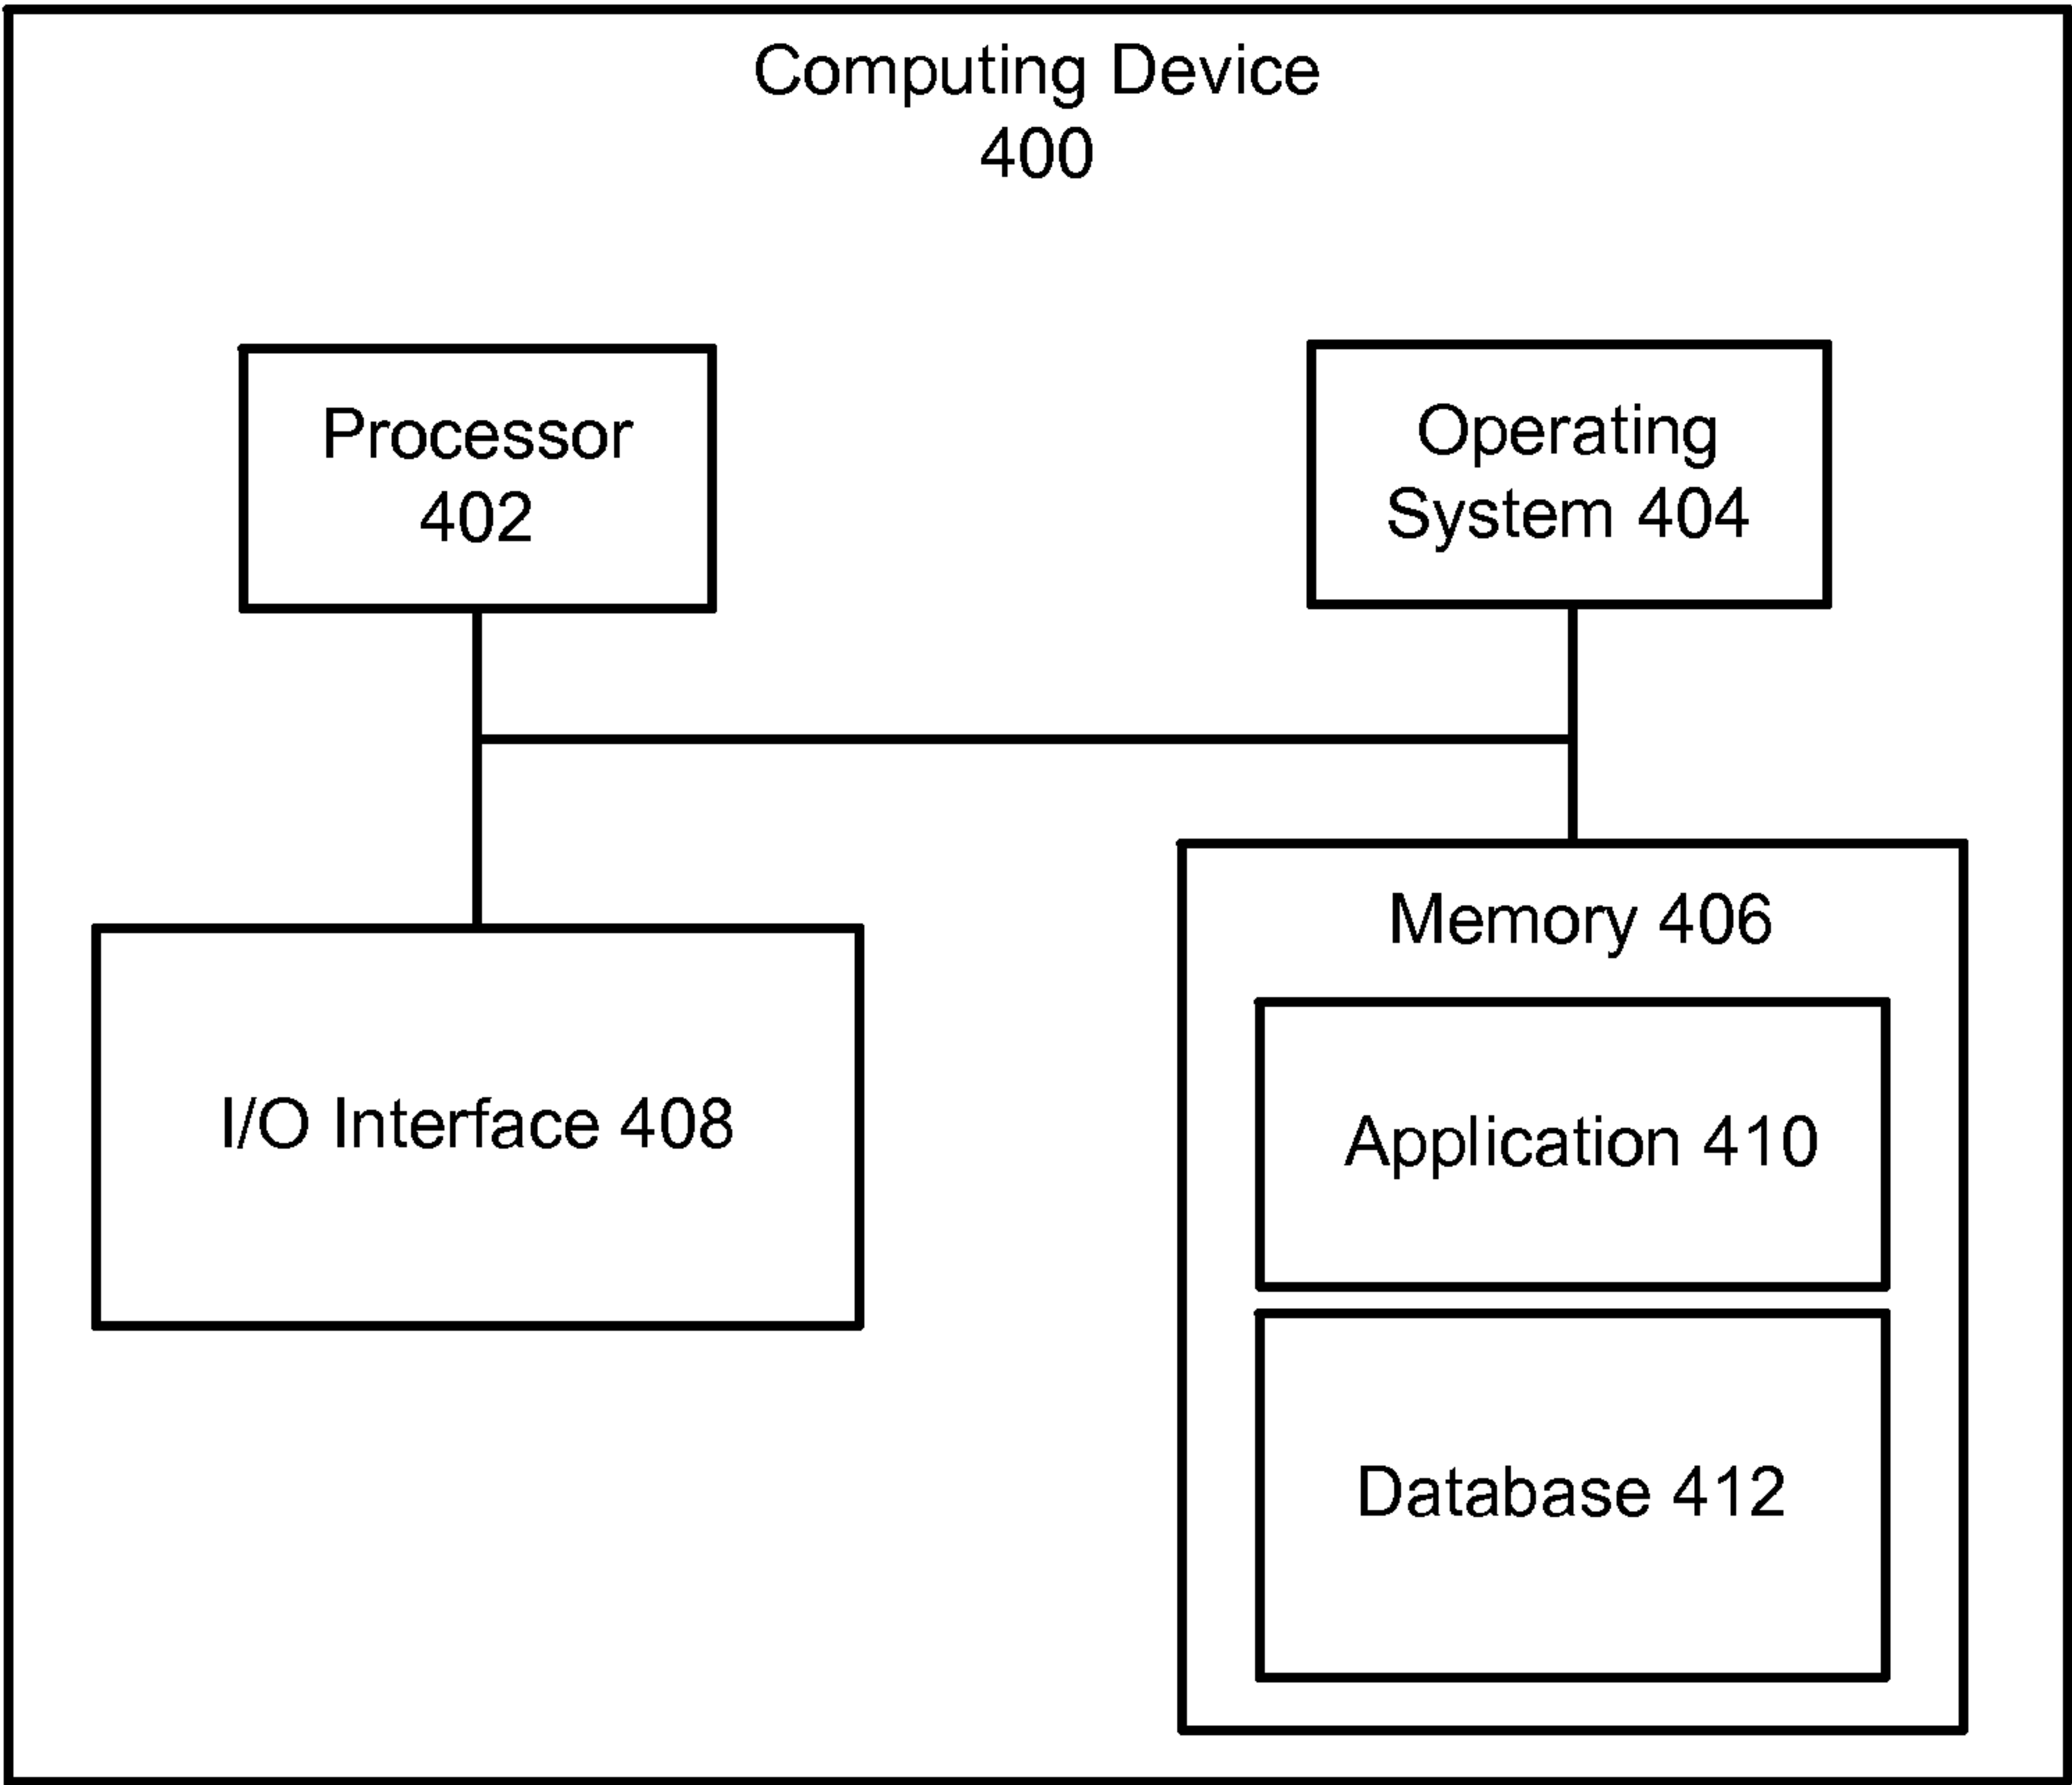 Computing Device
400
Processor
402
Operating
System 404
Memory 406
I/O Interface 408
Application 410
Database 412